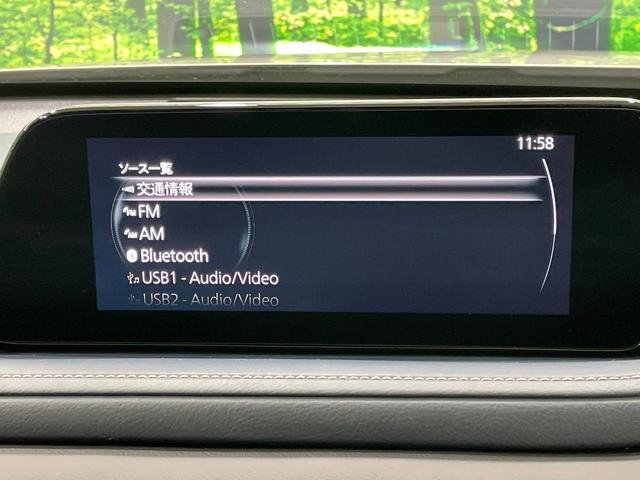 11:58
ソース一覧
交通情報
FM
AM
Bluetooth
USB1 - Audio/Video
USB2 - Audio/Video